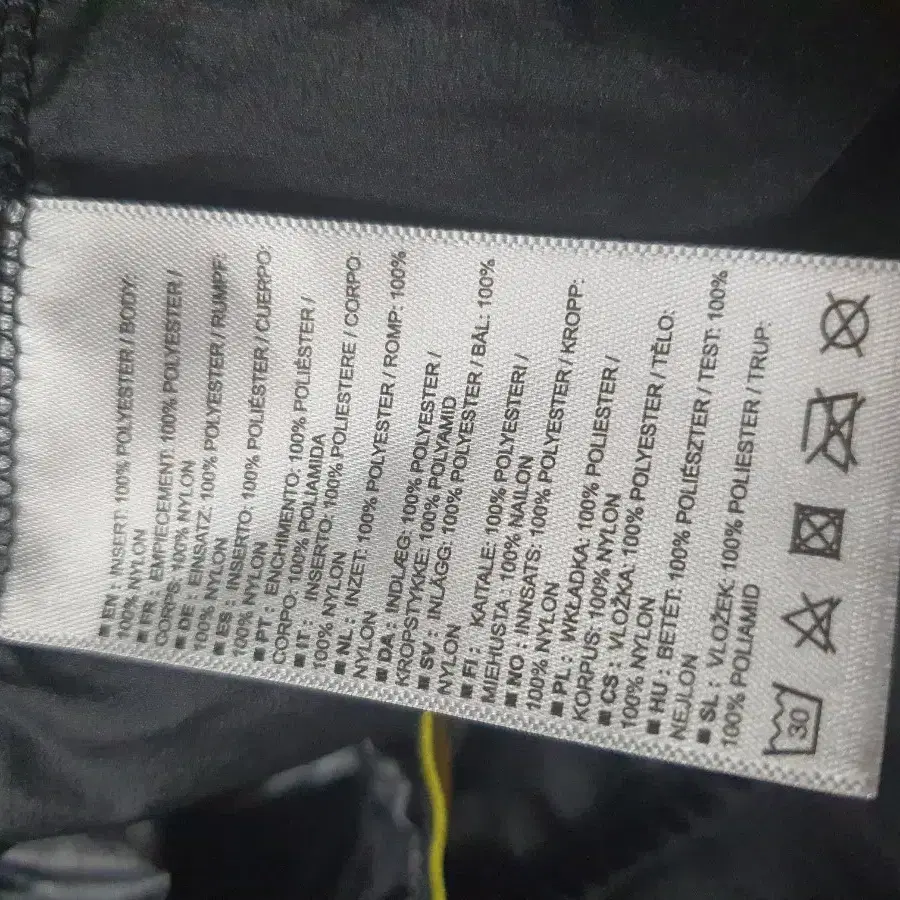 ■ EN : INSERT: 100% POLYESTER / BODY:
100% NYLON
■ FR : EMPIECEMENT: 100% POLYESTER /
CORPS: 100% NYLON
■ DE : EINSATZ: 100% POLYESTER / RUMPF:
100% NYLON
■ ES : INSERTO: 100% POLIÉSTER / CUERPO:
100% NYLON
■ PT : ENCHIMENTO: 100% POLIÉSTER /
CORPO: 100% POLIAMIDA
■ IT : INSERTO: 100% POLIESTERE / CORPO:
100% NYLON
■ NL : INZET: 100% POLYESTER / ROMP: 100%
NYLON
■ DA : INDLÆG: 100% POLYESTER /
KROPSTYKKE: 100% POLYAMID
■ SV : INLÄGG: 100% POLYESTER / BÅL: 100%
NYLON
■ FI : KAITALE: 100% POLYESTERI /
MIEHUSTA : 100% NAILON
■ NO : INNSATS: 100% POLYESTER / KROPP:
100% NYLON
■ PL : WKŁADKA: 100% POLIESTER /
KORPUS: 100% NYLON
■ CS : VLOŽKA: 100% POLYESTER / TĚLO:
100% NYLON
■ HU : BETÉT: 100% POLIÉSZTER / TEST: 100%
NEJLON
■ SL : VLOŽEK: 100% POLIESTER / TRUP:
100% POLIAMID
30